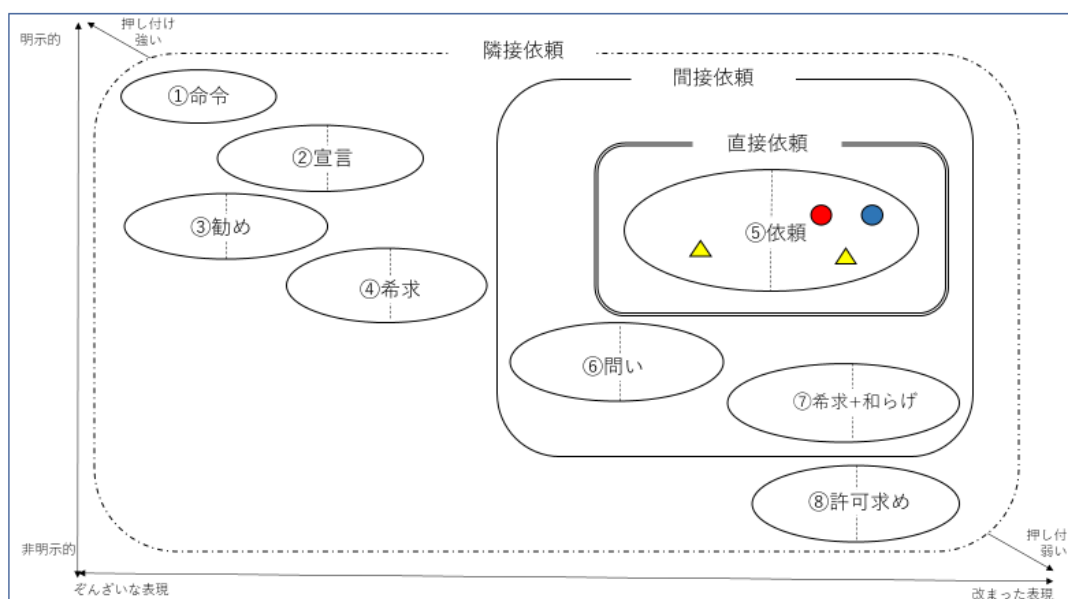 明示的
押し付け
強い
隣接依頼
間接依頼
①命令
直接依頼
②宣言
③勧め
⑤依頼
④希求
⑥問い
⑦希求+和らげ
⑧許可求め
非明示的
押し付
弱い
ぞんざいな表現
改まった表現